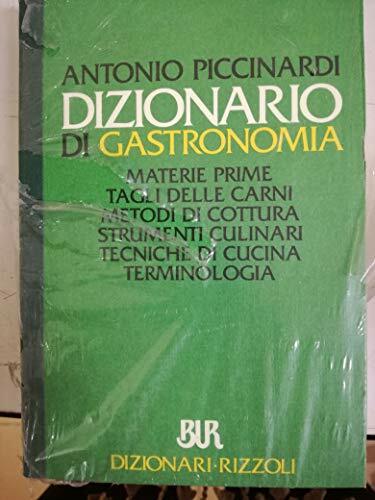 ANTONIO PICCINARDI
DIZIONARIO
DI GASTRONOMIA
MATERIE PRIME
TAGLI DELLE CARNI
METODI DI COTTURA
STRUMENTI CULINARI
TECNICHE DI CUCINA
TERMINOLOGIA
BUR
DIZIONARI·RIZZOLI